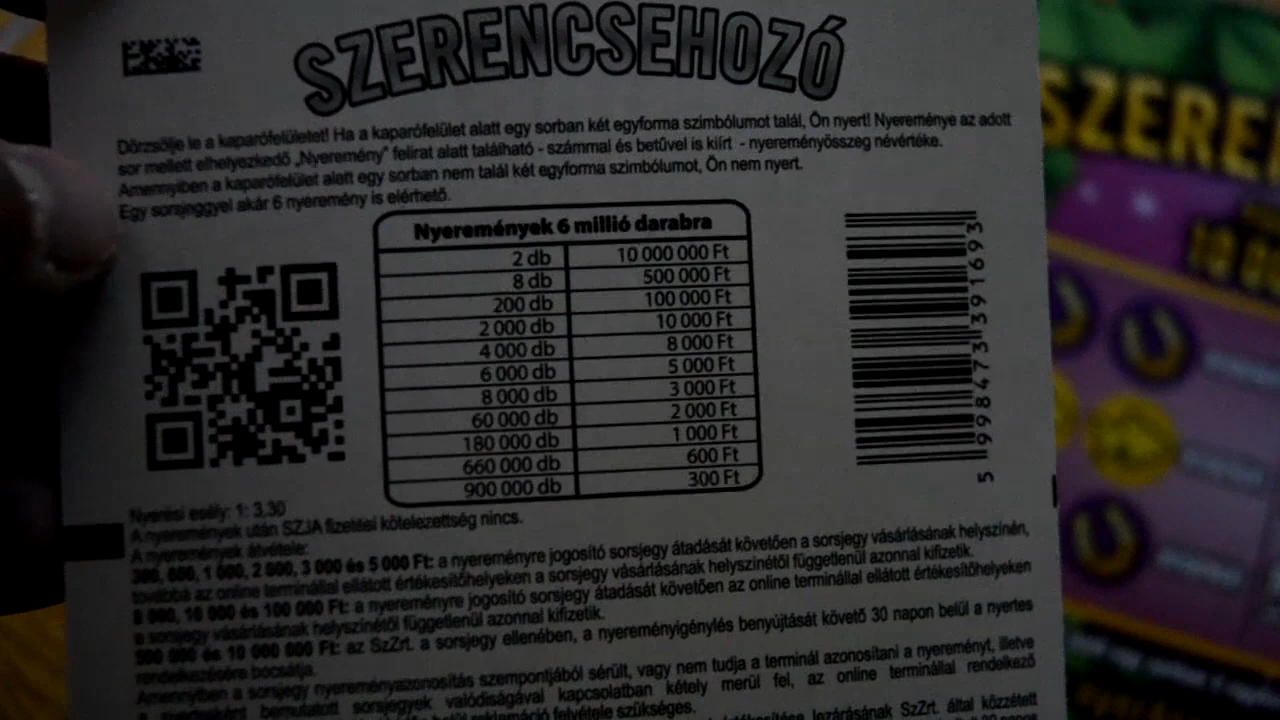 SZERENCSEHOZÓ
Dörzsölje le a kaparófelületet! Ha a kaparófelület alatt egy sorban két egyforma szimbólumot talál, Ön nyert! Nyereménye az adott
sor mellett elhelyezkedő „Nyeremény" felirat alatt található - számmal és betűvel is kiírt - nyereményösszeg névértéke.
Amennyiben a kaparófelület alatt egy sorban nem talál két egyforma szimbólumot, Ön nem nyert.
Egy sorsjeggyel akár 6 nyeremény is elérhető.
Nyeremények 6 millió darabra
2 db 10 000 000 Ft
8 db 500 000 Ft
200 db 100 000 Ft
2 000 db 10 000 Ft
4 000 db 8 000 Ft
6 000 db 5 000 Ft
8 000 db 3 000 Ft
60 000 db 2 000 Ft
180 000 db 1 000 Ft
660 000 db 600 Ft
900 000 db 300 Ft
5 998473 391693
Nyerési esély: 1: 3,30
A nyeremények után SZJA fizetési kötelezettség nincs.
A nyeremények átvétele:
300, 600, 1 000, 2 000, 3 000 és 5 000 Ft: a nyereményre jogosító sorsjegy átadását követően a sorsjegy vásárlásának helyszínén,
továbbá az online terminállal ellátott értékesítőhelyeken a sorsjegy vásárlásának helyszínétől függetlenül azonnal kifizetik.
8 000, 10 000 és 100 000 Ft: a nyereményre jogosító sorsjegy átadását követően az online terminállal ellátott értékesítőhelyeken
a sorsjegy vásárlásának helyszínétől függetlenül azonnal kifizetik.
500 000 és 10 000 000 Ft: az SzZrt. a sorsjegy ellenében, a nyereményigénylés benyújtását követő 30 napon belül a nyertes
rendelkezésére bocsátja.
Amennyiben a sorsjegy nyereményazonosítás szempontjából sérült, vagy nem tudja a terminál azonosítani a nyereményt, illetve
a bemutatott sorsjegyek valódiságával kapcsolatban kétely merül fel, az online terminállal rendelkező
reklamáció felvétele szükséges.
lezárásának SzZrt. által közzétett
SZERE